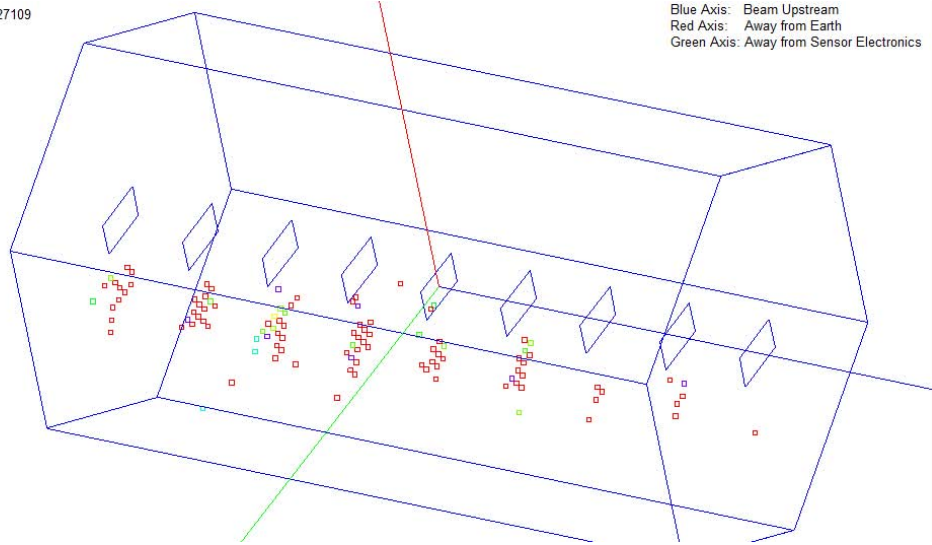 27109
Blue Axis: Beam Upstream
Red Axis: Away from Earth
Green Axis: Away from Sensor Electronics